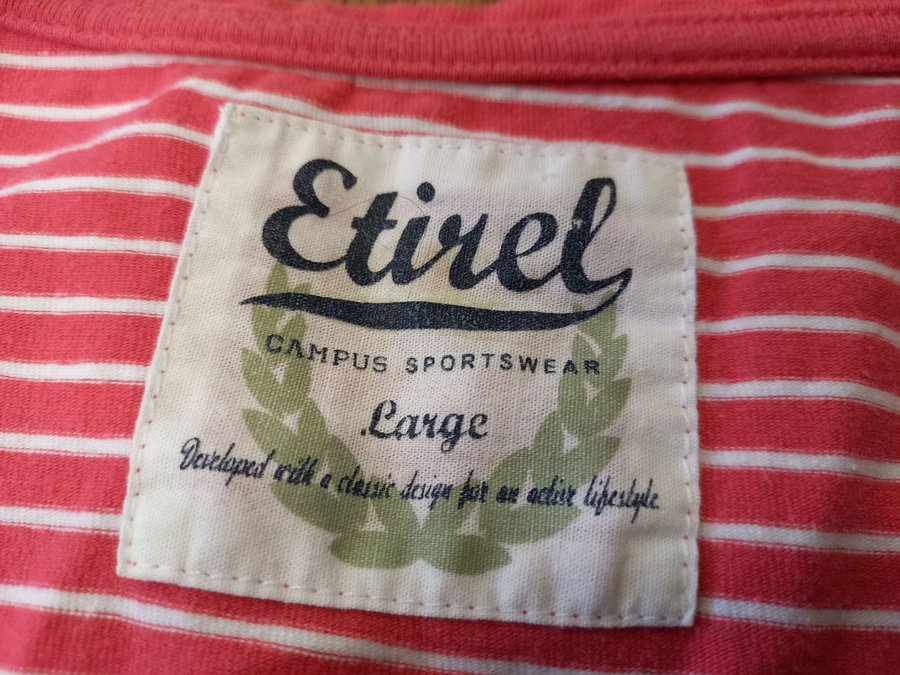 Etirel
CAMPUS SPORTSWEAR
Large
Developed with a classic design for an active lifestyle